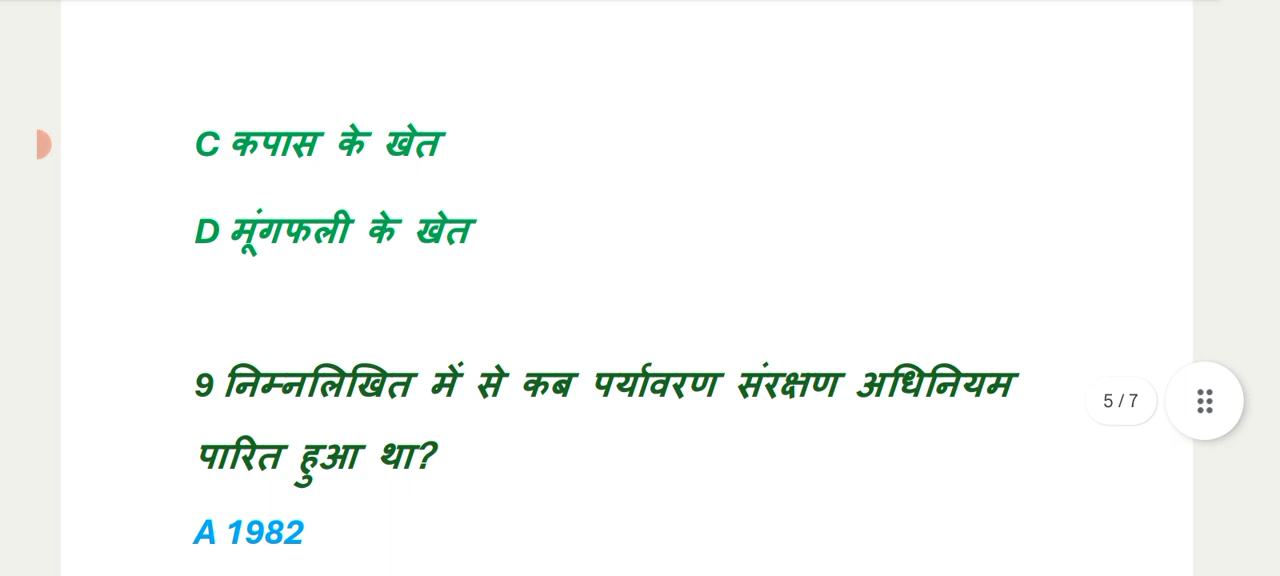 C कपास के खेत
D मूंगफली के खेत
9 निम्नलिखित में से कब पर्यावरण संरक्षण अधिनियम
5 / 7
पारित हुआ था?
A 1982